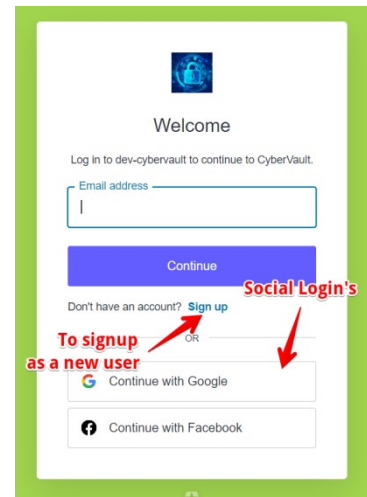 Welcome
Log in to dev-cybervault to continue to CyberVault.
Email address
Continue
Social Login's
Don't have an account? Sign up
To signup
as a new user
OR
Continue with Google
Continue with Facebook